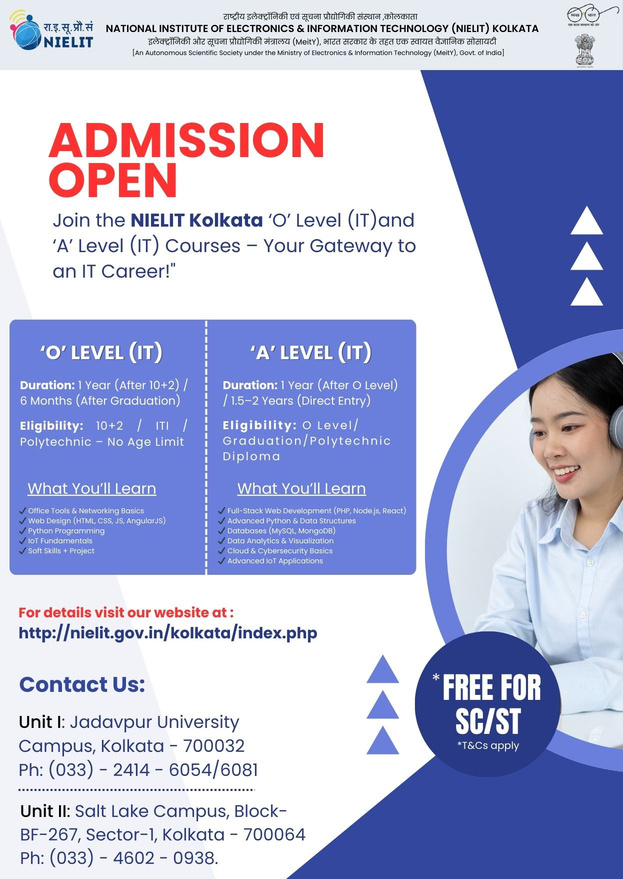 रा.इ.सू.प्रौ.सं
NIELIT
राष्ट्रीय इलेक्ट्रॉनिकी एवं सूचना प्रौद्योगिकी संस्थान ,कोलकाता
NATIONAL INSTITUTE OF ELECTRONICS & INFORMATION TECHNOLOGY (NIELIT) KOLKATA
इलेक्ट्रॉनिकी और सूचना प्रौद्योगिकी मंत्रालय (MeitY), भारत सरकार के तहत एक स्वायत्त वैज्ञानिक सोसायटी
[An Autonomous Scientific Society under the Ministry of Electronics & Information Technology (MeitY), Govt. of India]
ADMISSION
OPEN
Join the NIELIT Kolkata ‘O’ Level (IT)and
‘A’ Level (IT) Courses – Your Gateway to
an IT Career!"
‘O’ LEVEL (IT)
Duration: 1 Year (After 10+2) /
6 Months (After Graduation)
Eligibility: 10+2 / ITI /
Polytechnic – No Age Limit
What You’ll Learn
✓ Office Tools & Networking Basics
✓ Web Design (HTML, CSS, JS, AngularJS)
✓ Python Programming
✓ IoT Fundamentals
✓ Soft Skills + Project
‘A’ LEVEL (IT)
Duration: 1 Year (After O Level)
/ 1.5–2 Years (Direct Entry)
Eligibility: O Level/
Graduation/Polytechnic
Diploma
What You’ll Learn
✓ Full-Stack Web Development (PHP, Node.js, React)
✓ Advanced Python & Data Structures
✓ Databases (MySQL, MongoDB)
✓ Data Analytics & Visualization
✓ Cloud & Cybersecurity Basics
✓ Advanced IoT Applications
For details visit our website at :
http://nielit.gov.in/kolkata/index.php
Contact Us:
Unit I: Jadavpur University
Campus, Kolkata - 700032
Ph: (033) - 2414 - 6054/6081
Unit II: Salt Lake Campus, Block-
BF-267, Sector-1, Kolkata - 700064
Ph: (033) - 4602 - 0938.
*FREE FOR
SC/ST
*T&Cs apply